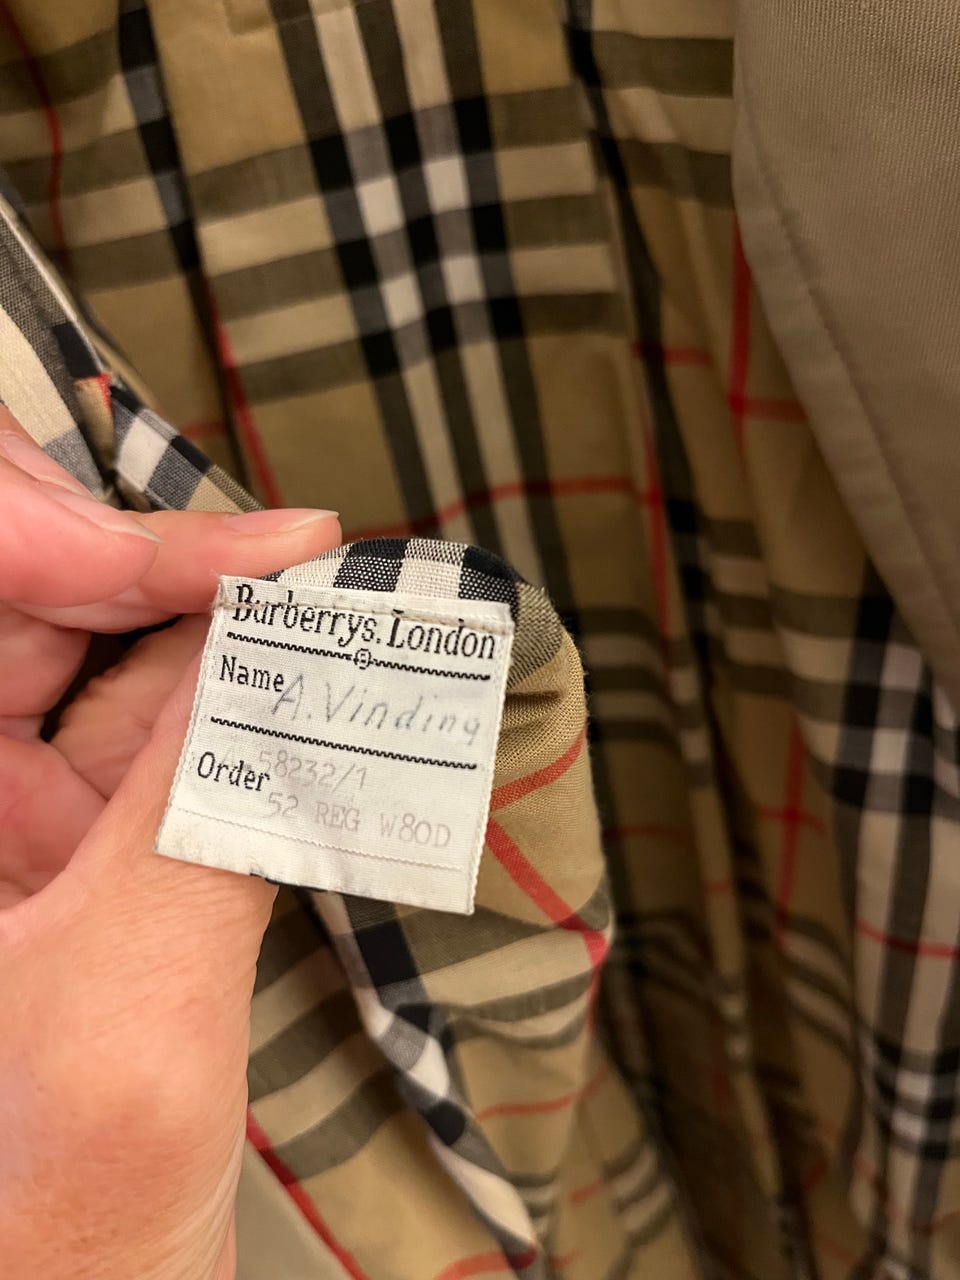 Burberrys. London
Name A. Vinding
Order 58232/1
52 REG W80D